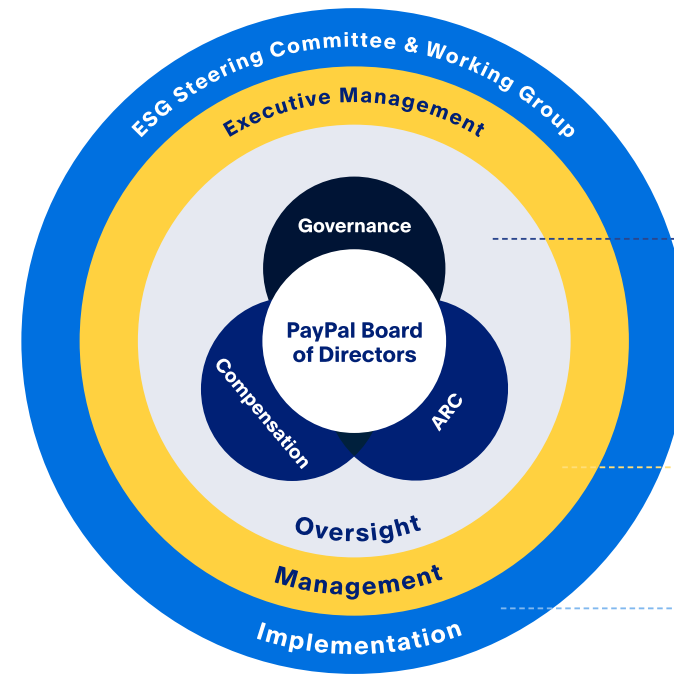 ESG Steering Committee & Working Group
Executive Management
Governance
PayPal Board
of Directors
Compensation
ARC
Oversight
Management
Implementation